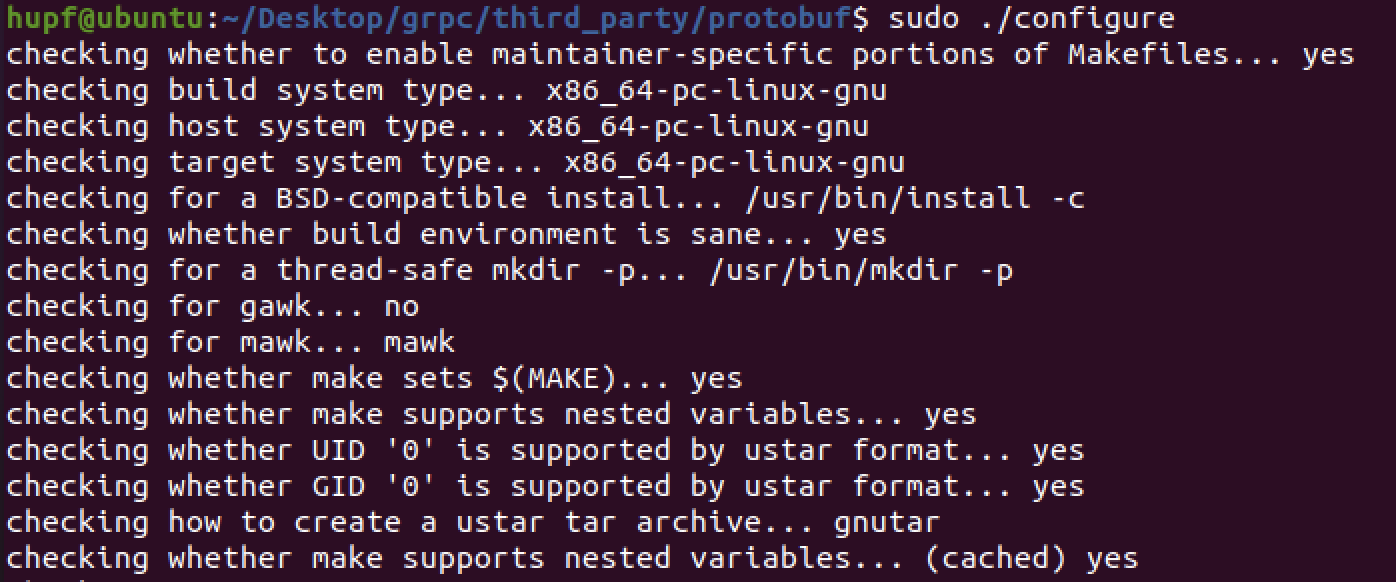 hupf@ubuntu:~/Desktop/grpc/third_party/protobuf$ sudo ./configure
checking whether to enable maintainer-specific portions of Makefiles... yes
checking build system type... x86_64-pc-linux-gnu
checking host system type... x86_64-pc-linux-gnu
checking target system type... x86_64-pc-linux-gnu
checking for a BSD-compatible install... /usr/bin/install -c
checking whether build environment is sane... yes
checking for a thread-safe mkdir -p... /usr/bin/mkdir -p
checking for gawk... no
checking for mawk... mawk
checking whether make sets $(MAKE)... yes
checking whether make supports nested variables... yes
checking whether UID '0' is supported by ustar format... yes
checking whether GID '0' is supported by ustar format... yes
checking how to create a ustar tar archive... gnutar
checking whether make supports nested variables... (cached) yes